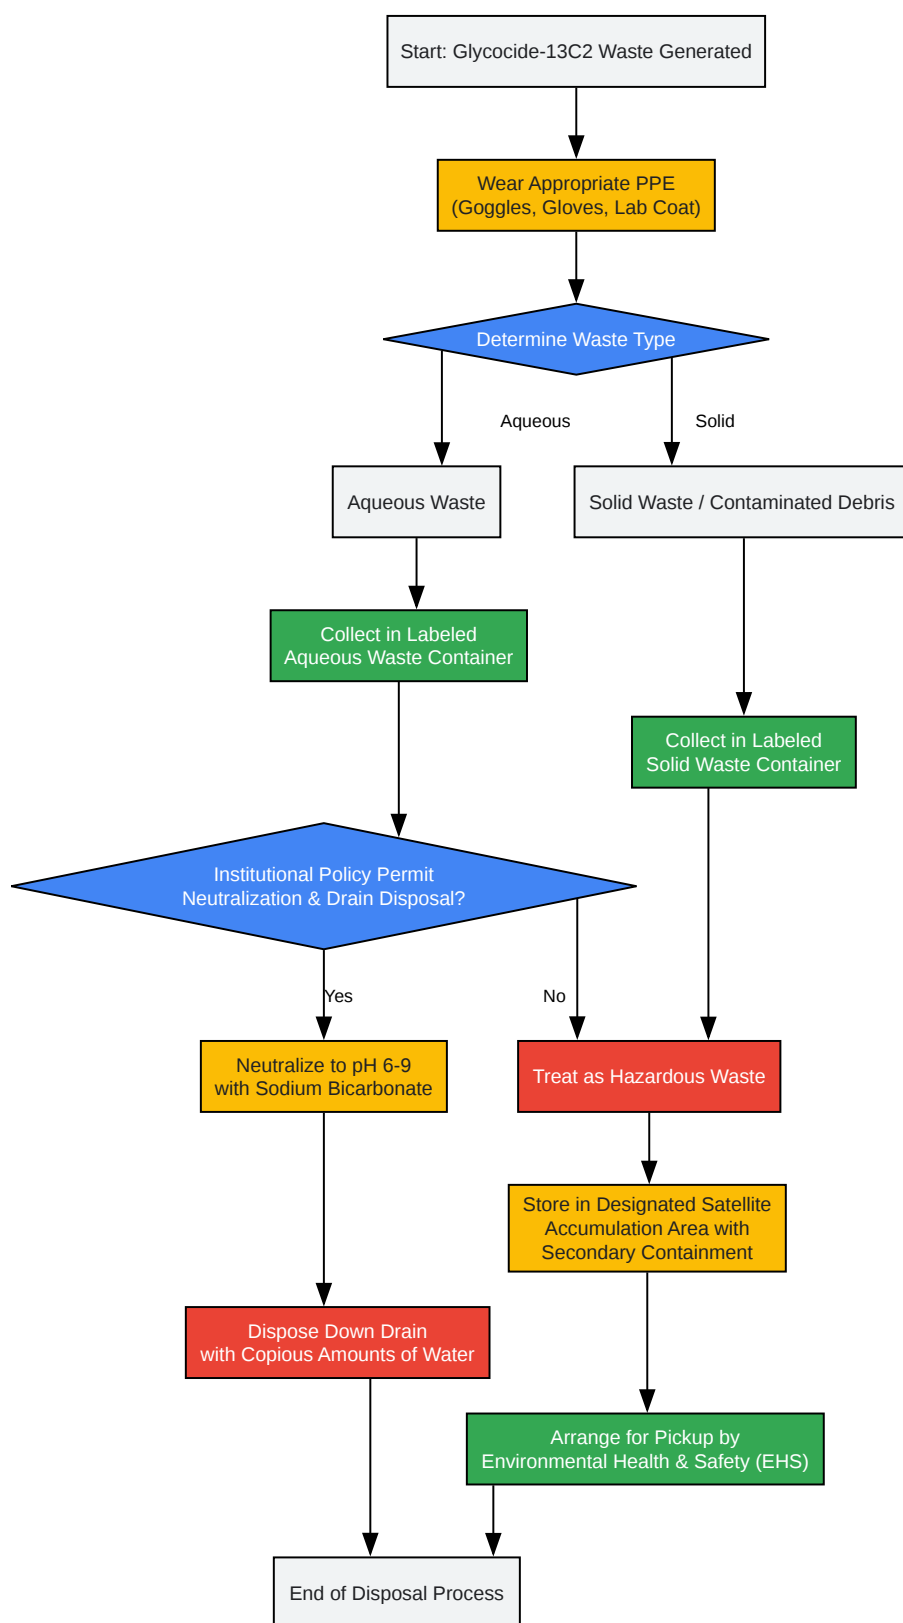 Start: Glycocide-13C2 Waste Generated
Wear Appropriate PPE
(Goggles, Gloves, Lab Coat)
Determine Waste Type
Aqueous
Solid
Aqueous Waste
Solid Waste / Contaminated Debris
Collect in Labeled
Aqueous Waste Container
Collect in Labeled
Solid Waste Container
Institutional Policy Permit
Neutralization & Drain Disposal?
Yes
No
Neutralize to pH 6-9
with Sodium Bicarbonate
Treat as Hazardous Waste
Store in Designated Satellite
Accumulation Area with
Secondary Containment
Dispose Down Drain
with Copious Amounts of Water
Arrange for Pickup by
Environmental Health & Safety (EHS)
End of Disposal Process